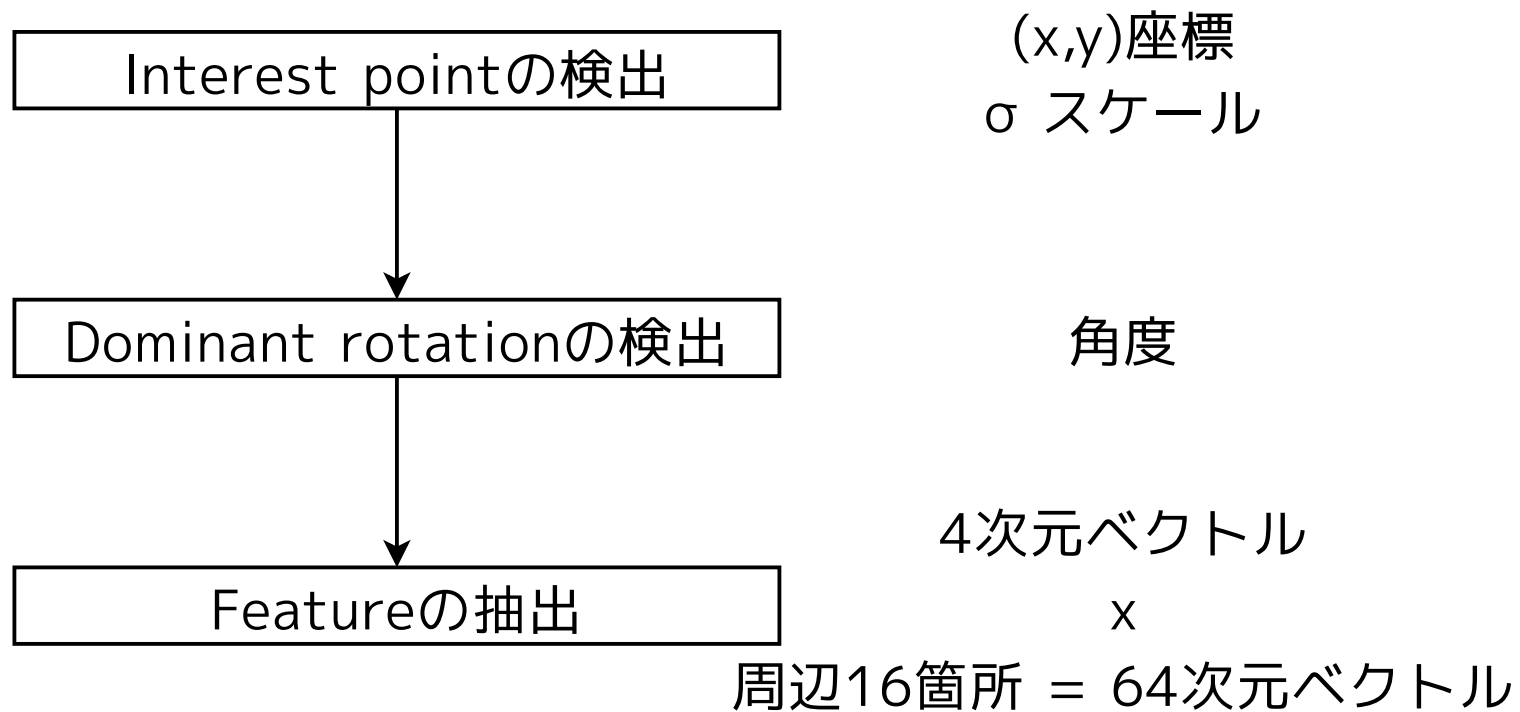 Interest pointの検出
(x,y)座標
σ スケール
Dominant rotationの検出
角度
Featureの抽出
4次元ベクトル
x
周辺16箇所 = 64次元ベクトル